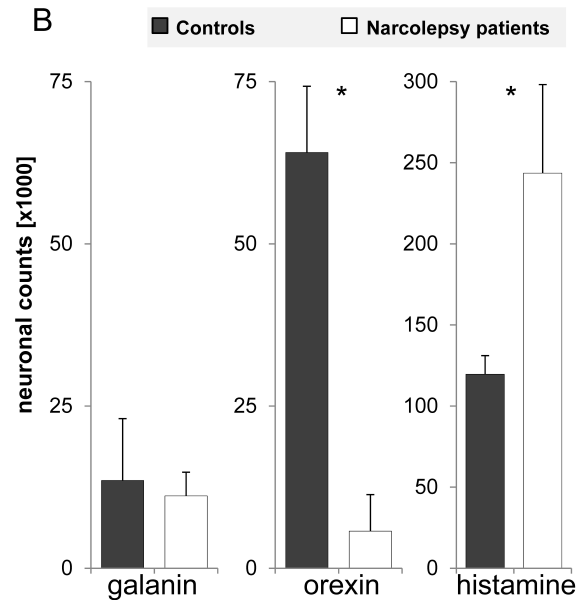 B
Controls
Narcolepsy patients
neuronal counts [x1000]
75
50
25
0
galanin
75
50
25
0
*
orexin
300
250
200
150
100
50
0
*
histamine